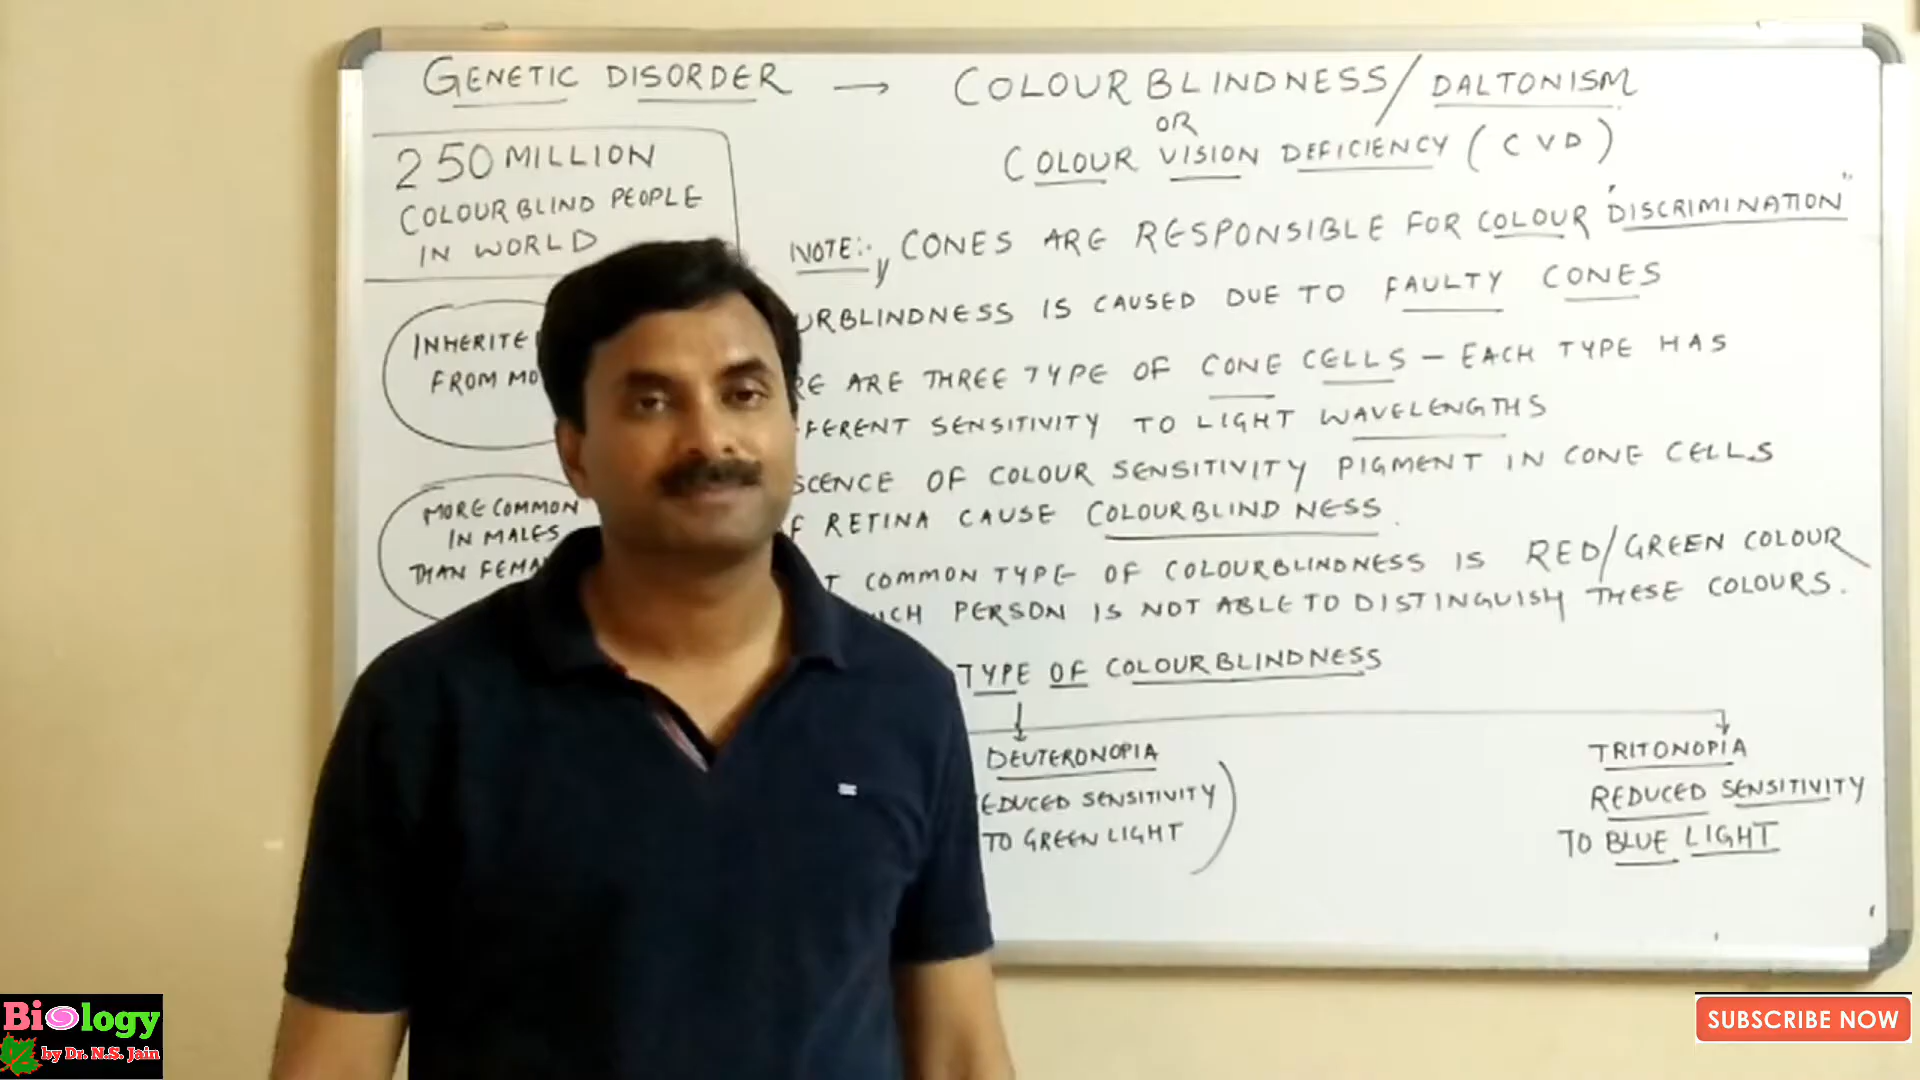 GENETIC DISORDER → COLOURBLINDNESS/DALTONISM
OR
COLOUR VISION DEFICIENCY (CVD)
250 MILLION
COLOURBLIND PEOPLE
IN WORLD
INHERITE
FROM MO
MORE COMMON
IN MALES
THAN FEMA
NOTE:- CONES ARE RESPONSIBLE FOR COLOUR "DISCRIMINATION"
URBLINDNESS IS CAUSED DUE TO FAULTY CONES
RE ARE THREE TYPE OF CONE CELLS - EACH TYPE HAS
FFERENT SENSITIVITY TO LIGHT WAVELENGTHS
SCENCE OF COLOUR SENSITIVITY PIGMENT IN CONE CELLS
F RETINA CAUSE COLOURBLINDNESS.
T COMMON TYPE OF COLOURBLINDNESS IS RED/GREEN COLOUR
ICH PERSON IS NOT ABLE TO DISTINGUISH THESE COLOURS.
TYPE OF COLOURBLINDNESS
DEUTERONOPIA
EDUCED SENSITIVITY
TO GREEN LIGHT
TRITONOPIA
REDUCED SENSITIVITY
TO BLUE LIGHT
Biology
by Dr. N.S. Jain
SUBSCRIBE NOW